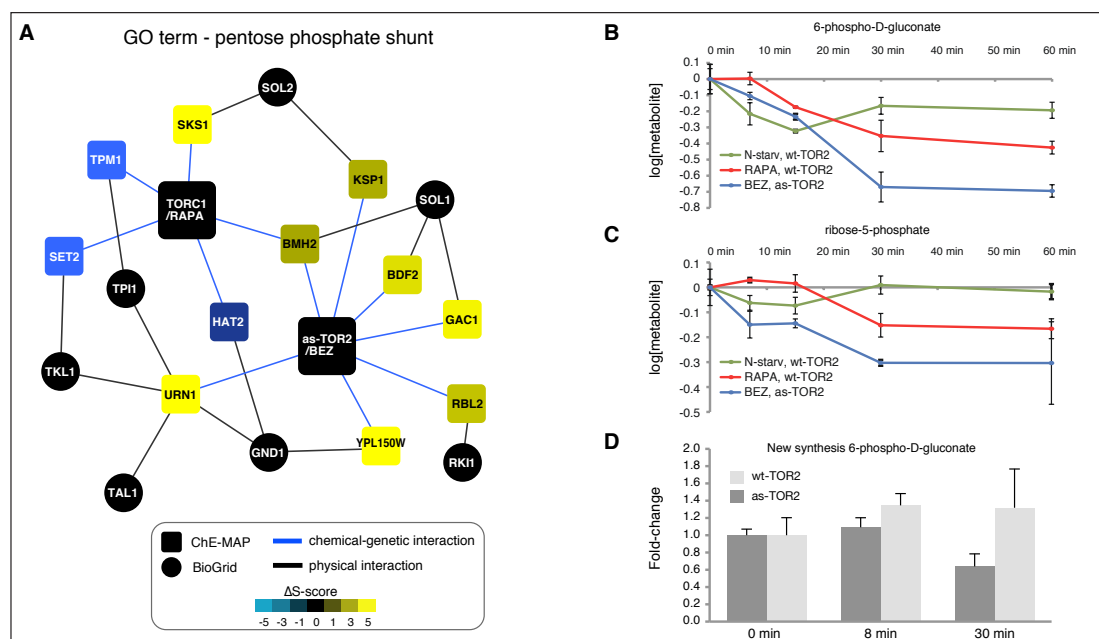 A
GO term - pentose phosphate shunt
SOL2
SKS1
TPM1
KSP1
TORC1
/RAPA
SOL1
BMH2
SET2
BDF2
TPI1
HAT2
GAC1
as-TOR2
/BEZ
TKL1
URN1
RBL2
YPL150W
GND1
RKI1
TAL1
ChE-MAP
chemical-genetic interaction
BioGrid
physical interaction
ΔS-score
-5 -3 -1 0 1 3 5
B
6-phospho-D-gluconate
0 min 10 min 20 min 30 min 40 min 50 min 60 min
0.1
0
-0.1
-0.2
-0.3
-0.4
-0.5
-0.6
-0.7
-0.8
log[metabolite]
N-starv, wt-TOR2
RAPA, wt-TOR2
BEZ, as-TOR2
C
ribose-5-phosphate
0 min 10 min 20 min 30 min 40 min 50 min 60 min
0.1
0
-0.1
-0.2
-0.3
-0.4
-0.5
log[metabolite]
N-starv, wt-TOR2
RAPA, wt-TOR2
BEZ, as-TOR2
D
New synthesis 6-phospho-D-gluconate
2.0
1.8
1.6
1.4
1.2
1.0
0.8
0.6
0.4
0.2
0.0
Fold-change
wt-TOR2
as-TOR2
0 min 8 min 30 min